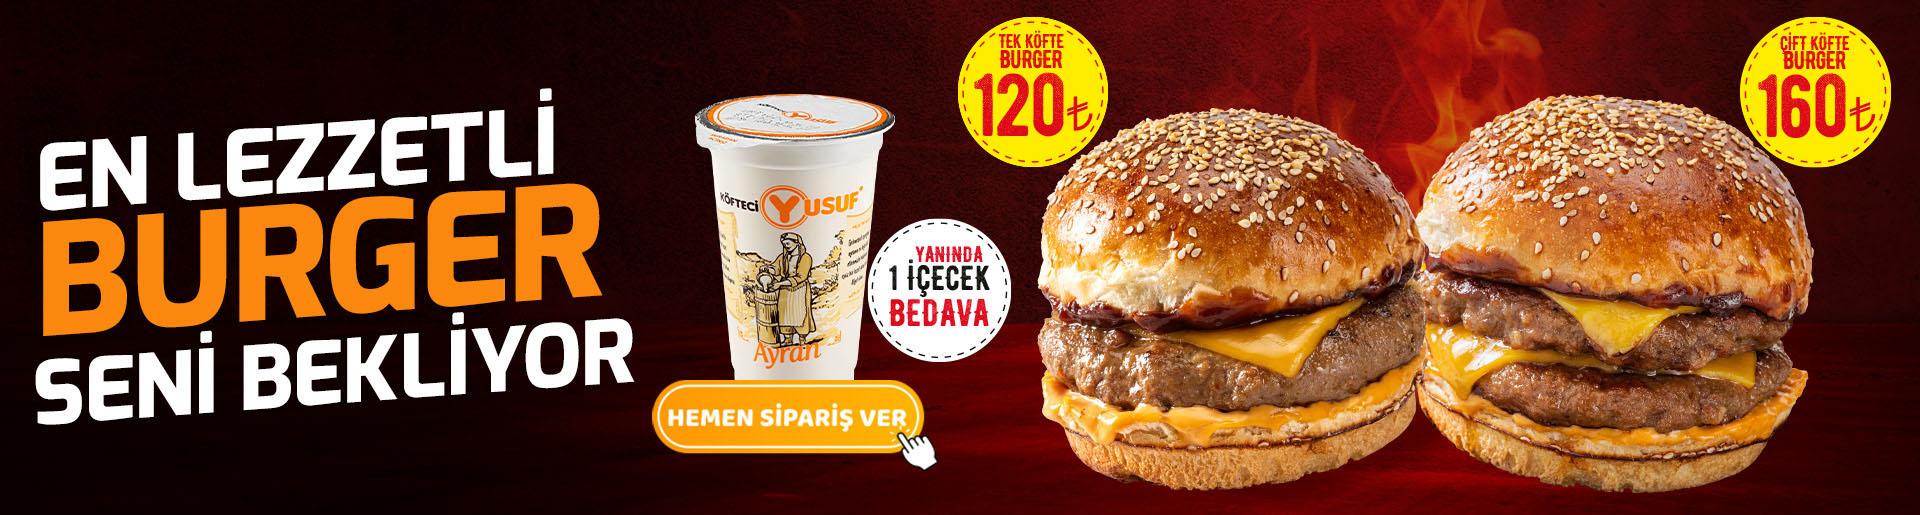 EN LEZZETLİ
BURGER
SENİ BEKLİYOR
KÖFTECİ YUSUF
Ayran
HEMEN SİPARİŞ VER
YANINDA
1 İÇECEK
BEDAVA
TEK KÖFTE
BURGER
120₺
ÇİFT KÖFTE
BURGER
160₺